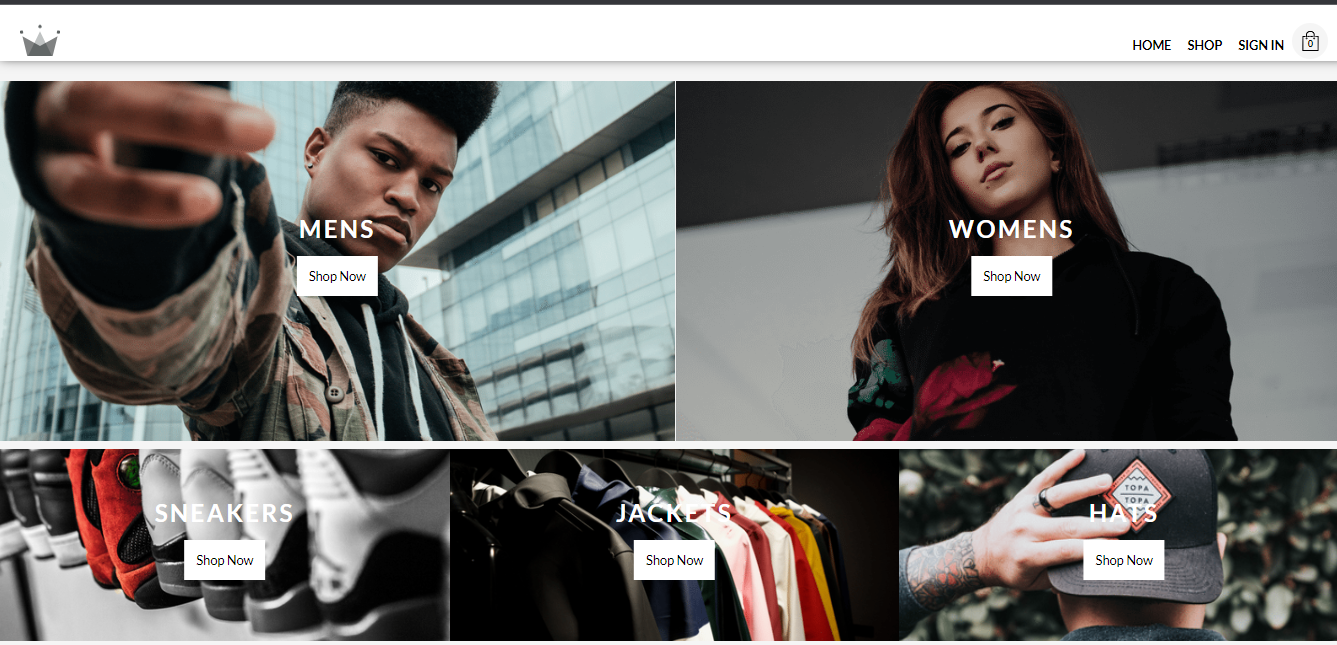 HOME SHOP SIGN IN 0
MENS
Shop Now
WOMENS
Shop Now
SNEAKERS
Shop Now
JACKETS
Shop Now
TOPA
TOPA
HATS
Shop Now